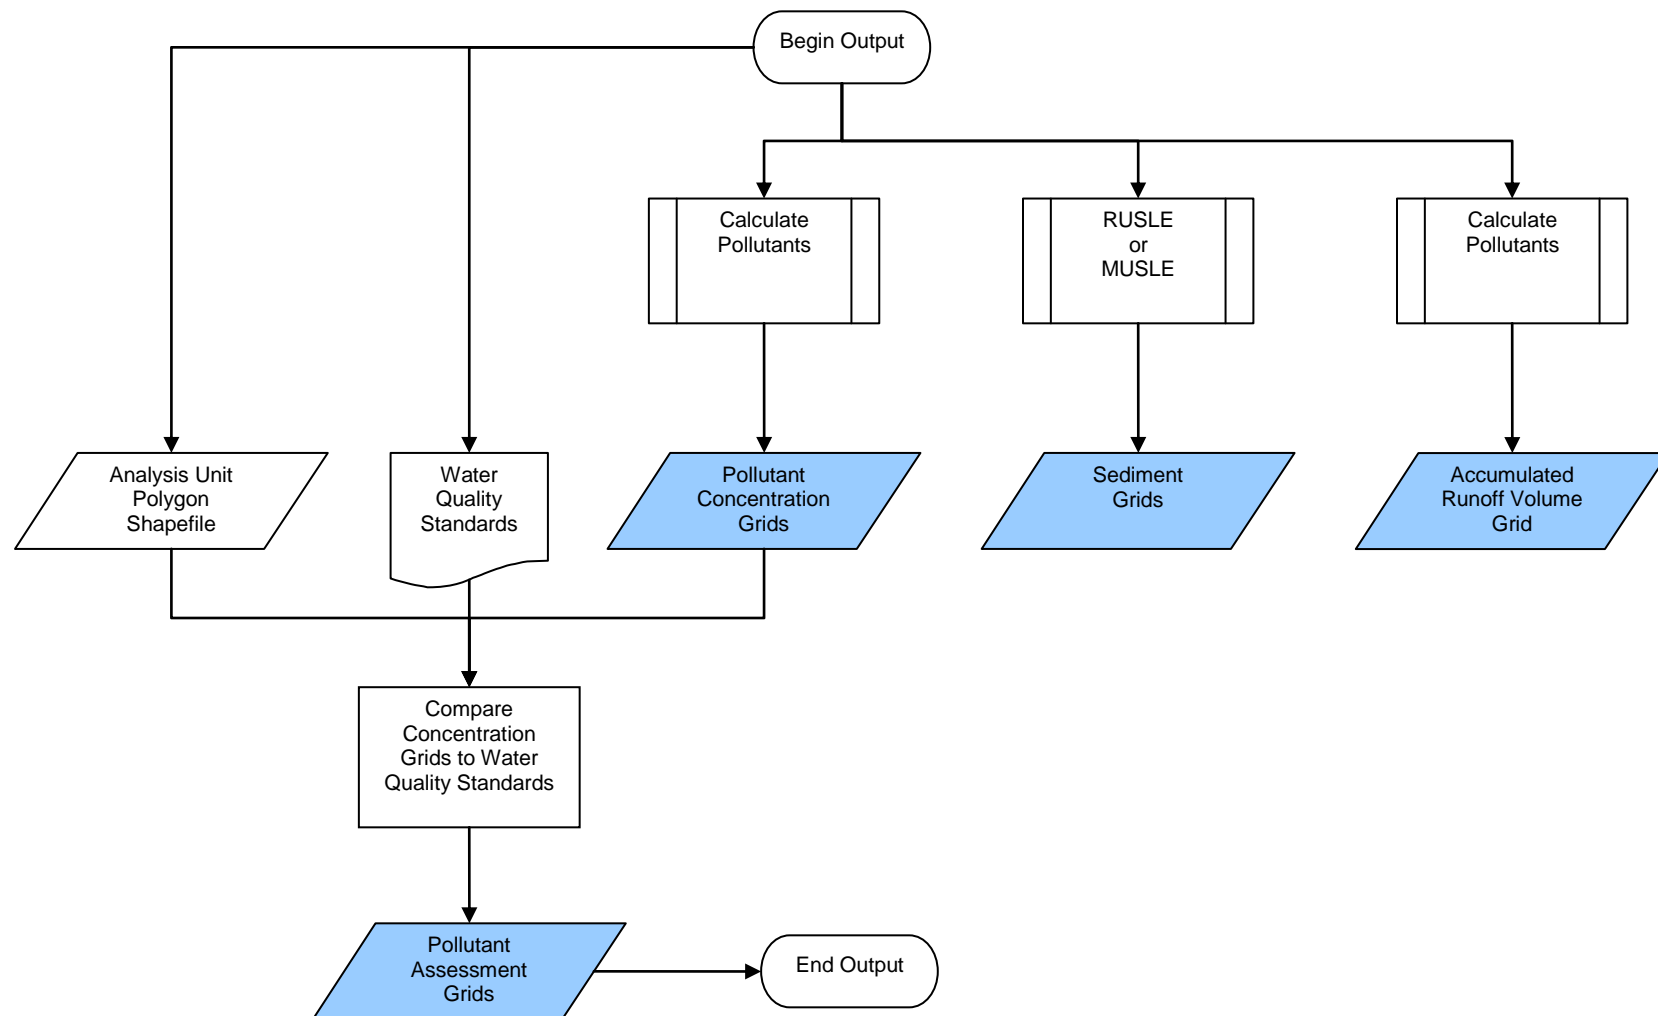 Begin Output
Calculate
Pollutants
RUSLE
or
MUSLE
Calculate
Pollutants
Analysis Unit
Polygon
Shapefile
Water
Quality
Standards
Pollutant
Concentration
Grids
Sediment
Grids
Accumulated
Runoff Volume
Grid
Compare
Concentration
Grids to Water
Quality Standards
Pollutant
Assessment
Grids
End Output